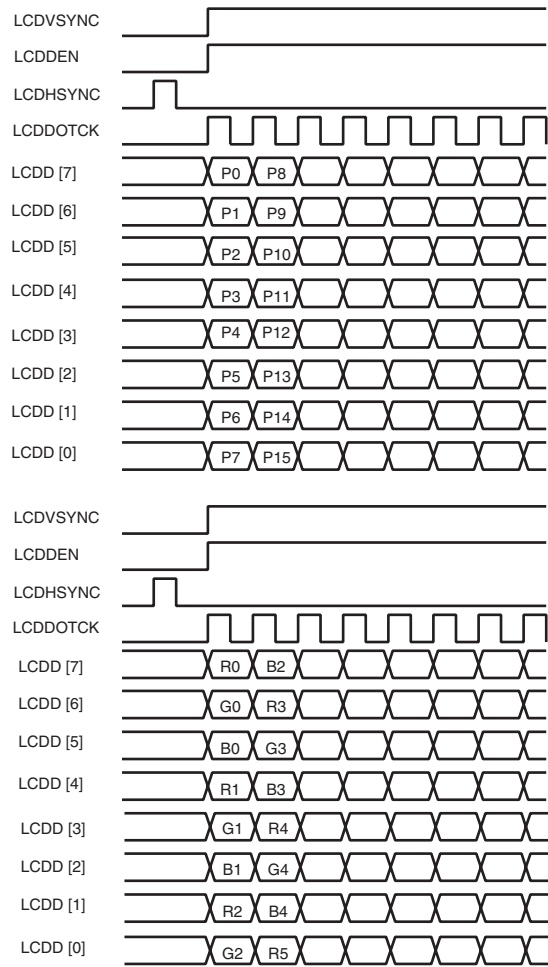 LCDVSYNC
LCDDEN
LCDHSYNC
LCDDOTCK
LCDD [7] P0 P8
LCDD [6] P1 P9
LCDD [5] P2 P10
LCDD [4] P3 P11
LCDD [3] P4 P12
LCDD [2] P5 P13
LCDD [1] P6 P14
LCDD [0] P7 P15
LCDVSYNC
LCDDEN
LCDHSYNC
LCDDOTCK
LCDD [7] R0 B2
LCDD [6] G0 R3
LCDD [5] B0 G3
LCDD [4] R1 B3
LCDD [3] G1 R4
LCDD [2] B1 G4
LCDD [1] R2 B4
LCDD [0] G2 R5